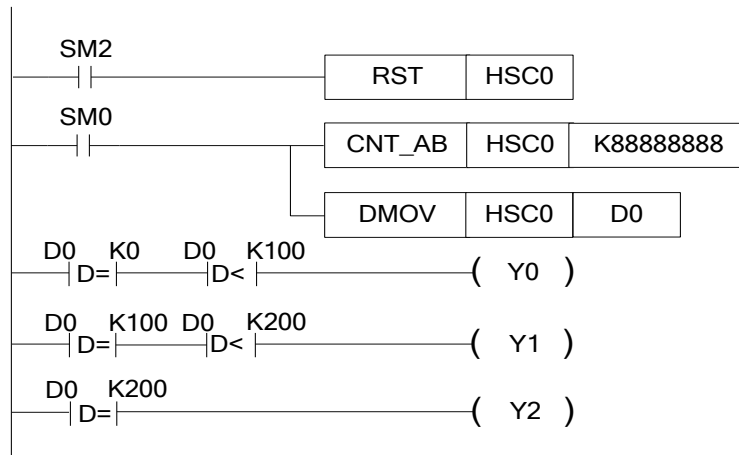 SM2
RST HSC0
SM0
CNT_AB HSC0 K88888888
DMOV HSC0 D0
D0 K0 D0 K100
D= D< ( Y0 )
D0 K100 D0 K200
D= D< ( Y1 )
D0 K200
D= ( Y2 )